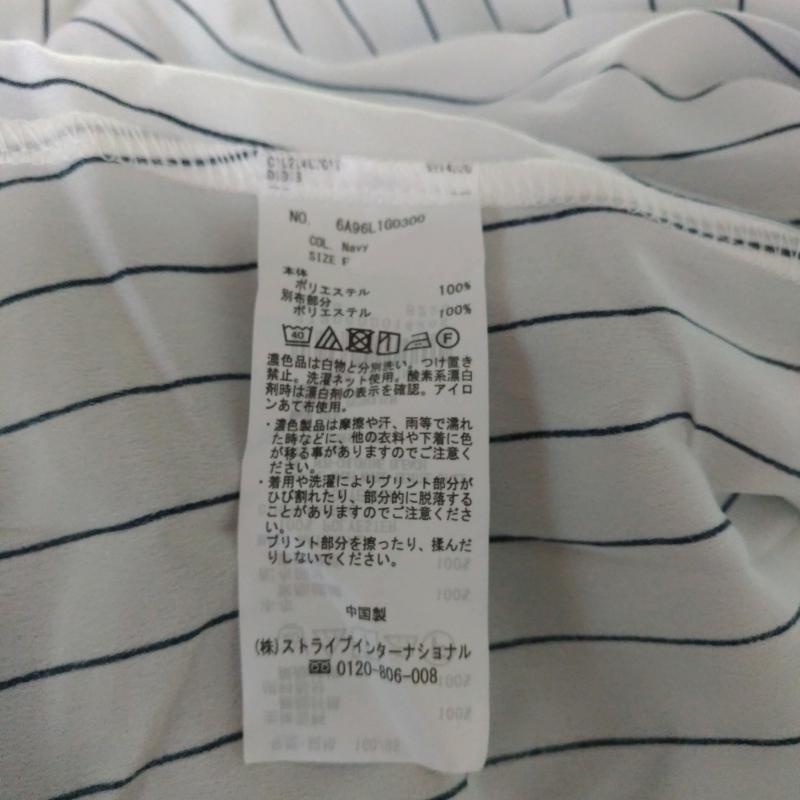 NO. 6A96L1G0300
COL. Navy
SIZE F
本体
ポリエステル 100%
別布部分
ポリエステル 100%
40
F
濃色品は白物と分別洗い。つけ置き
禁止。洗濯ネット使用。酸素系漂白
剤時は漂白剤の表示を確認。アイロ
ンあて布使用。
・濃色製品は摩擦や汗、雨等で濡れ
た時などに、他の衣料や下着に色
が移る事がありますのでご注意く
ださい。
・着用や洗濯によりプリント部分が
ひび割れたり、部分的に脱落する
ことがありますのでご注意くださ
い。
プリント部分を擦ったり、揉んだ
りしないでください。
中国製
(株)ストライプインターナショナル
0120-806-008